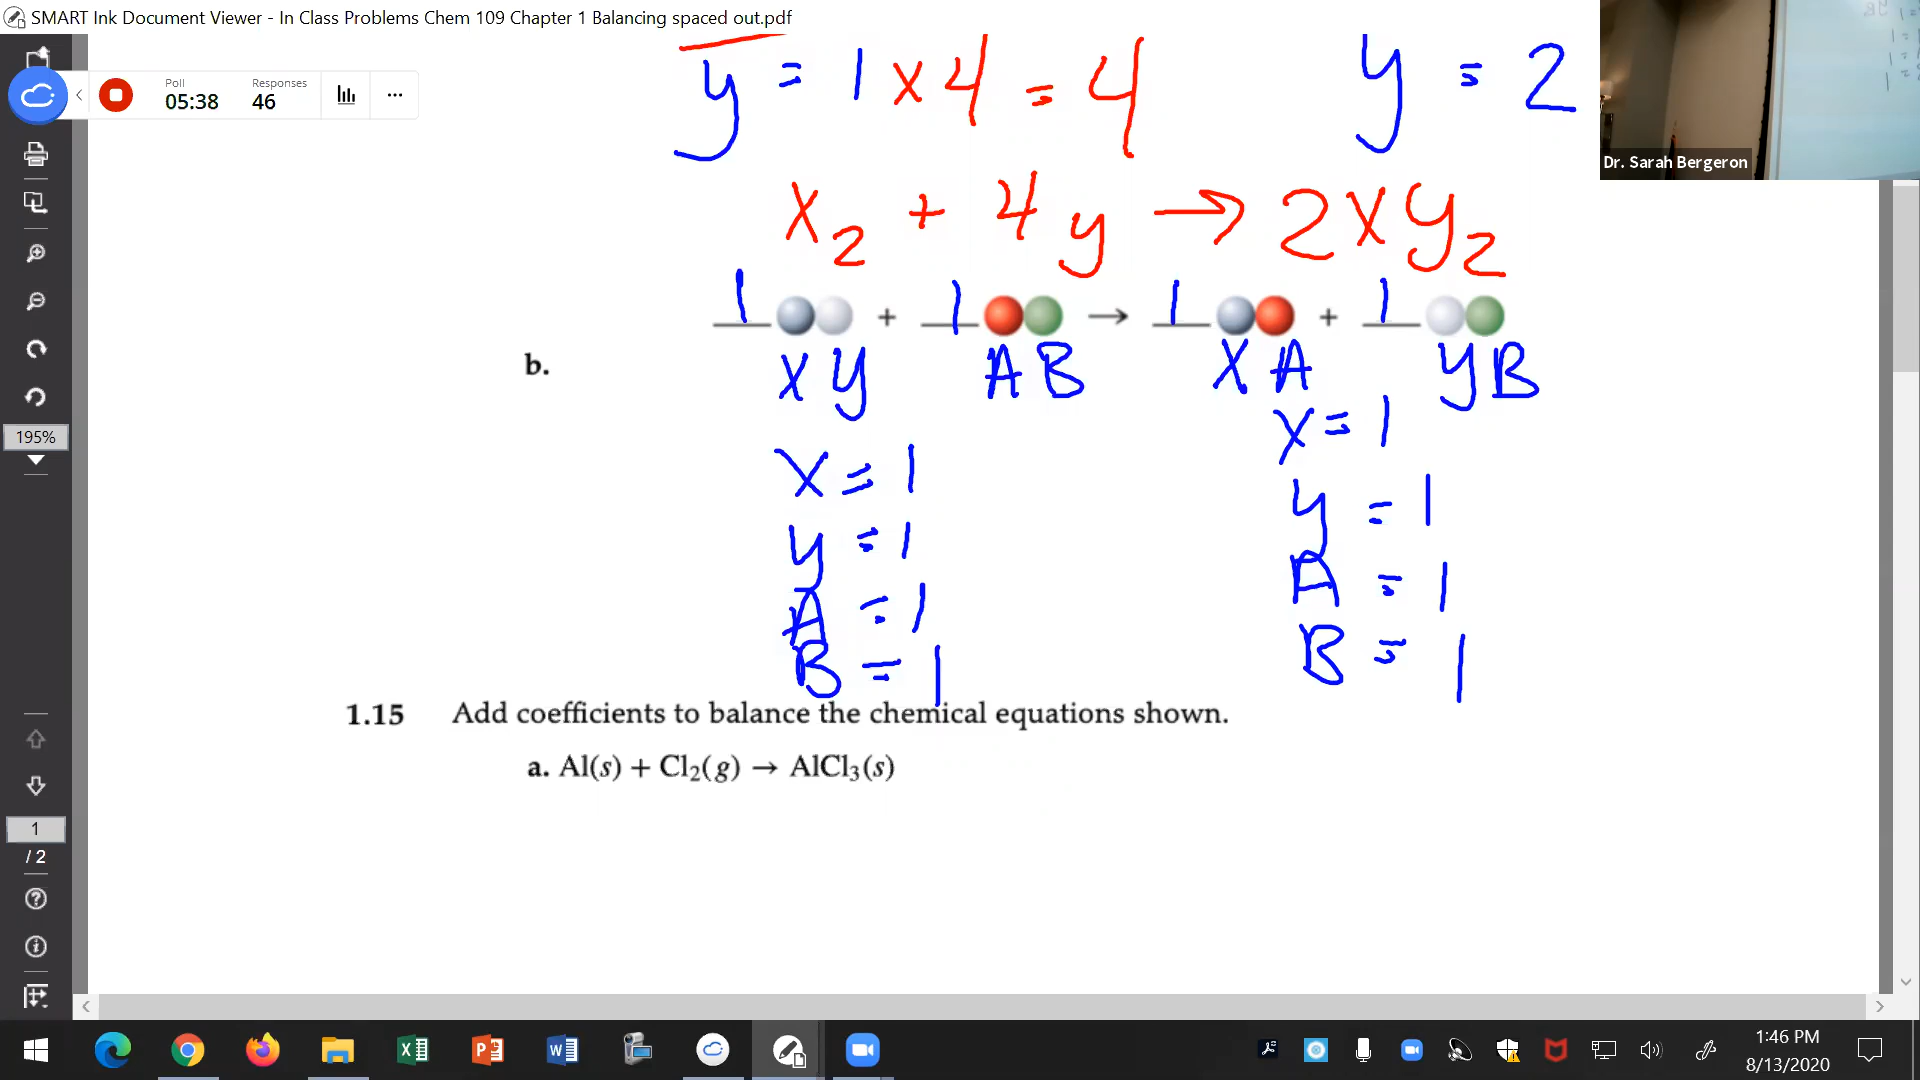 SMART Ink Document Viewer - In Class Problems Chem 109 Chapter 1 Balancing spaced out.pdf
Poll
05:38
Responses
46
...
y = 1 x 4 = 4
y = 2
Dr. Sarah Bergeron
X₂ + 4y → 2Xy₂
1 + 1 → 1 + 1
b.
X y A B X A y B
X = 1
X = 1
y = 1
y = 1
A = 1
A = 1
B = 1
B = 1
1.15 Add coefficients to balance the chemical equations shown.
a. Al(s) + Cl₂(g) → AlCl₃(s)
195%
1
/ 2
1:46 PM
8/13/2020